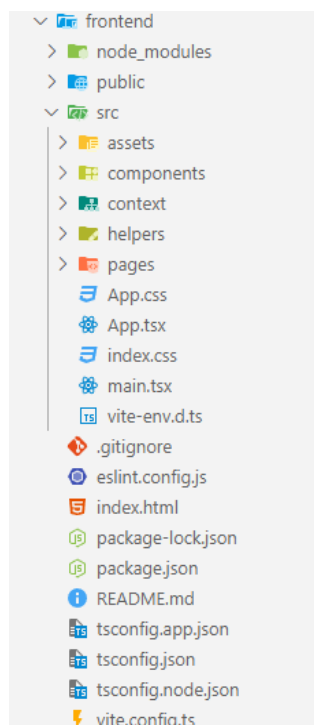 frontend
node_modules
public
src
assets
components
context
helpers
pages
App.css
App.tsx
index.css
main.tsx
TS vite-env.d.ts
.gitignore
eslint.config.js
index.html
package-lock.json
package.json
README.md
tsconfig.app.json
tsconfig.json
tsconfig.node.json
vite.config.ts